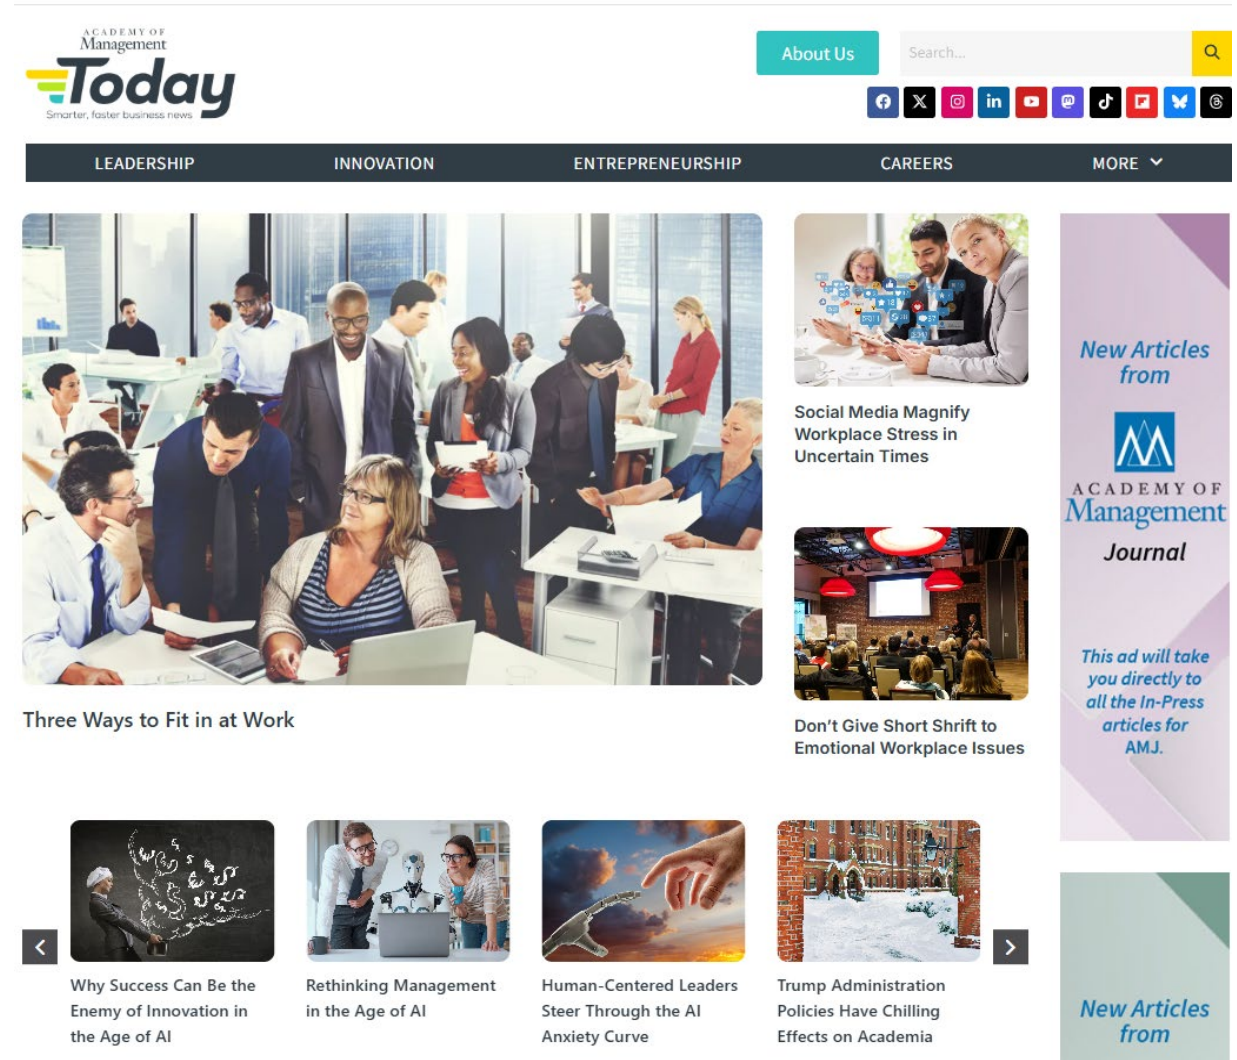 ACADEMY OF
Management
Today
Smarter, faster business news
About Us
Search...
LEADERSHIP
INNOVATION
ENTREPRENEURSHIP
CAREERS
MORE
Three Ways to Fit in at Work
Social Media Magnify
Workplace Stress in
Uncertain Times
Don’t Give Short Shrift to
Emotional Workplace Issues
New Articles
from
ACADEMY OF
Management
Journal
This ad will take
you directly to
all the In-Press
articles for
AMJ.
Why Success Can Be the
Enemy of Innovation in
the Age of AI
Rethinking Management
in the Age of AI
Human-Centered Leaders
Steer Through the AI
Anxiety Curve
Trump Administration
Policies Have Chilling
Effects on Academia
New Articles
from